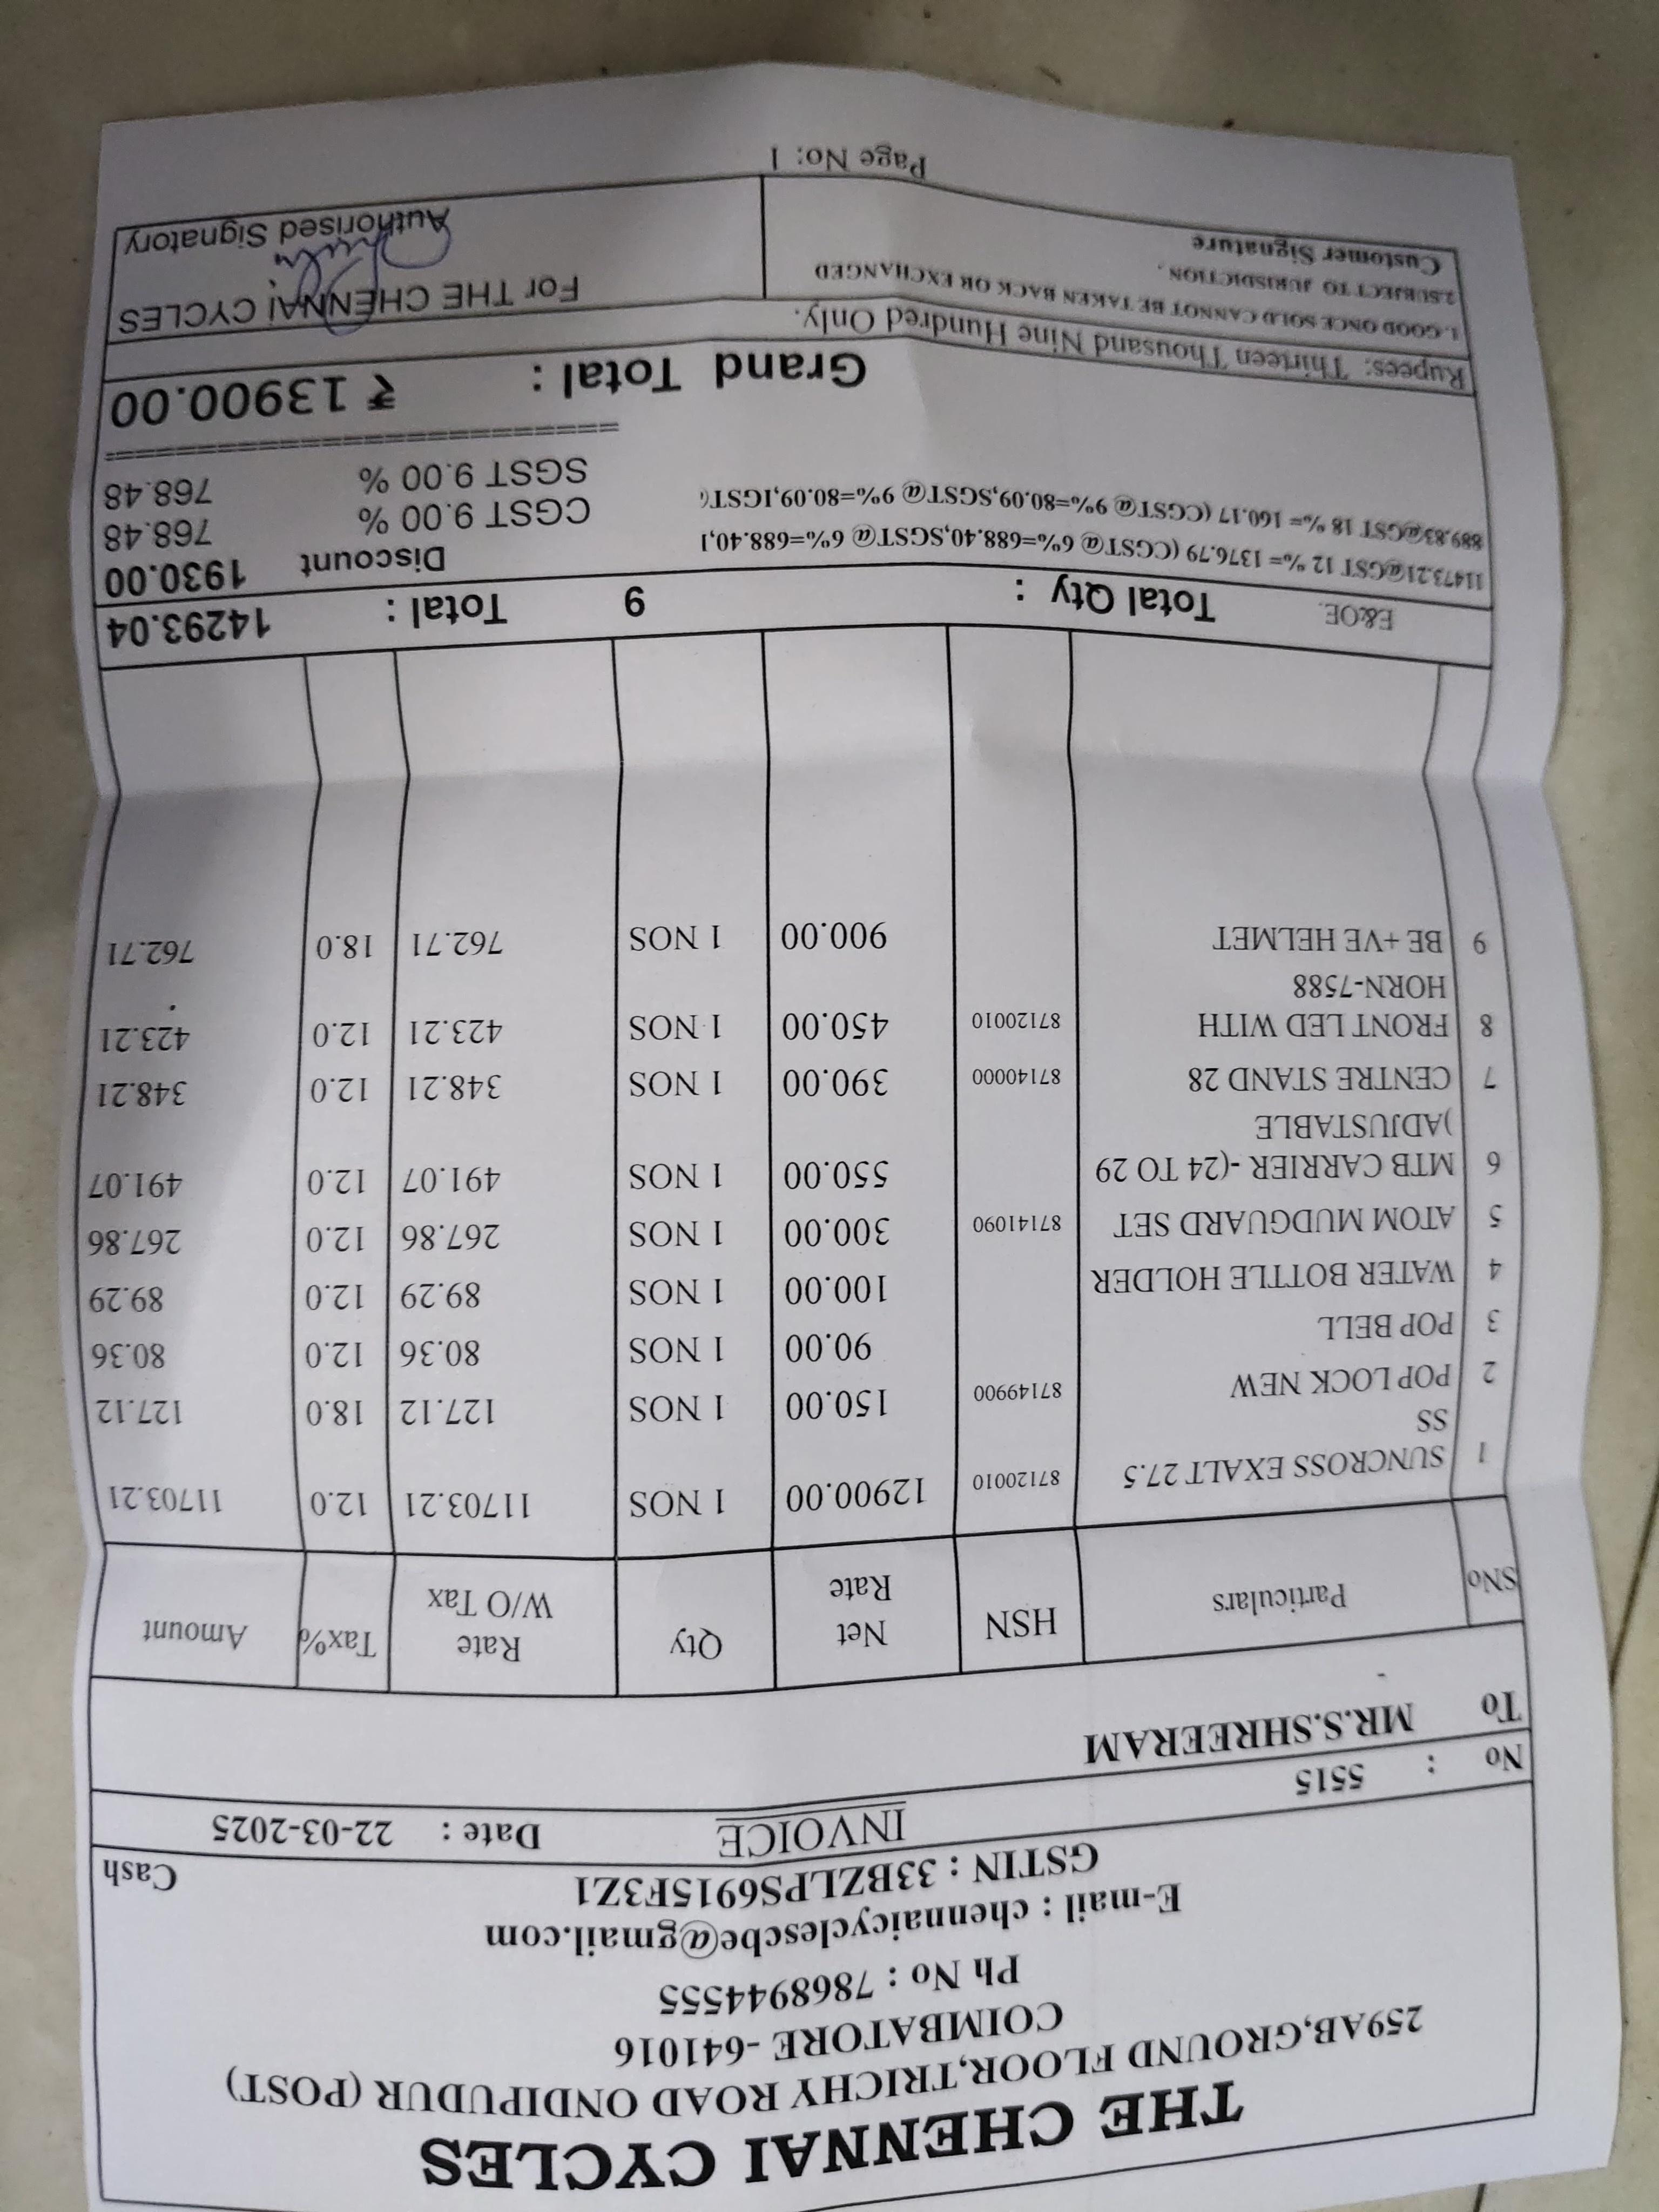 THE CHENNAI CYCLES
259AB,GROUND FLOOR,TRICHY ROAD ONDIPUDUR (POST)
COIMBATORE -641016
Ph No : 7868944555
E-mail : chennaicyclescbe@gmail.com
GSTIN : 33BZLPS6915F3Z1
Cash
INVOICE
No : 5515 Date : 22-03-2025
To MR.S.SHREERAM
SNo Particulars HSN Net Rate Qty Rate W/O Tax Tax% Amount
1 SUNCROSS EXALT 27.5 87120010 12900.00 1 NOS 11703.21 12.0 11703.21
SS
2 POP LOCK NEW 87149900 150.00 1 NOS 127.12 18.0 127.12
3 POP BELL 90.00 1 NOS 80.36 12.0 80.36
4 WATER BOTTLE HOLDER 100.00 1 NOS 89.29 12.0 89.29
5 ATOM MUDGUARD SET 87141090 300.00 1 NOS 267.86 12.0 267.86
6 MTB CARRIER -(24 TO 29 550.00 1 NOS 491.07 12.0 491.07
)ADJUSTABLE
7 CENTRE STAND 28 87140000 390.00 1 NOS 348.21 12.0 348.21
8 FRONT LED WITH 87120010 450.00 1 NOS 423.21 12.0 423.21
HORN-7588
9 BE +VE HELMET 900.00 1 NOS 762.71 18.0 762.71
E&OE. Total Qty : 9 Total : 14293.04
11473.21@GST 12 %= 1376.79 (CGST@ 6%=688.40,SGST@ 6%=688.40,I
Discount 1930.00
889.83@GST 18 %= 160.17 (CGST@ 9%=80.09,SGST@ 9%=80.09,IGST(
CGST 9.00 % 768.48
SGST 9.00 % 768.48
Grand Total : ₹ 13900.00
Rupees: Thirteen Thousand Nine Hundred Only.
1.GOOD ONCE SOLD CANNOT BE TAKEN BACK OR EXCHANGED
2.SUBJECT TO JURISDICTION .
Customer Signature
For THE CHENNAI CYCLES
Authorised Signatory
Page No: 1